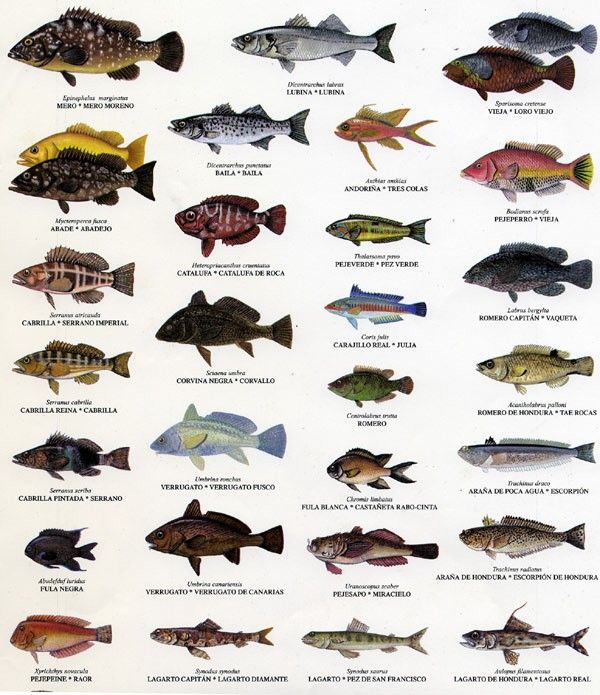 Epinephelus marginatus
MERO * MERO MORENO
Dicentrarchus labrax
LUBINA * LUBINA
Sparisoma cretense
VIEJA * LORO VIEJO
Dicentrarchus punctatus
BAILA * BAILA
Anthias anthias
ANDORIÑA * TRES COLAS
Mycteroperca fusca
ABADE * ABADEJO
Bodianus scrofa
PEJEPERRO * VIEJA
Heteropriacanthus cruentatus
CATALUFA * CATALUFA DE ROCA
Thalassoma pavo
PEJEVERDE * PEZ VERDE
Serranus atricauda
CABRILLA * SERRANO IMPERIAL
Labrus bergylta
ROMERO CAPITÁN * VAQUETA
Coris julis
CARAJILLO REAL * JULIA
Sciaena umbra
CORVINA NEGRA * CORVALLO
Serranus cabrilla
CABRILLA REINA * CABRILLA
Acantholabrus palloni
ROMERO DE HONDURA * TAE ROCAS
Centrolabrus trutta
ROMERO
Umbrina ronchus
VERRUGATO * VERRUGATO FUSCO
Serranus scriba
CABRILLA PINTADA * SERRANO
Trachinus draco
ARAÑA DE POCA AGUA * ESCORPIÓN
Chromis limbatus
FULA BLANCA * CASTAÑETA RABO-CINTA
Abudefduf luridus
FULA NEGRA
Umbrina canariensis
VERRUGATO * VERRUGATO DE CANARIAS
Uranoscopus scaber
PEJESAPO * MIRACIELO
Trachinus radiatus
ARAÑA DE HONDURA * ESCORPIÓN DE HONDURA
Xyrichthys novacula
PEJEPEINE * RAOR
Synodus synodus
LAGARTO CAPITÁN * LAGARTO DIAMANTE
Synodus saurus
LAGARTO * PEZ DE SAN FRANCISCO
Aulopus filamentosus
LAGARTO DE HONDURA * LAGARTO REAL